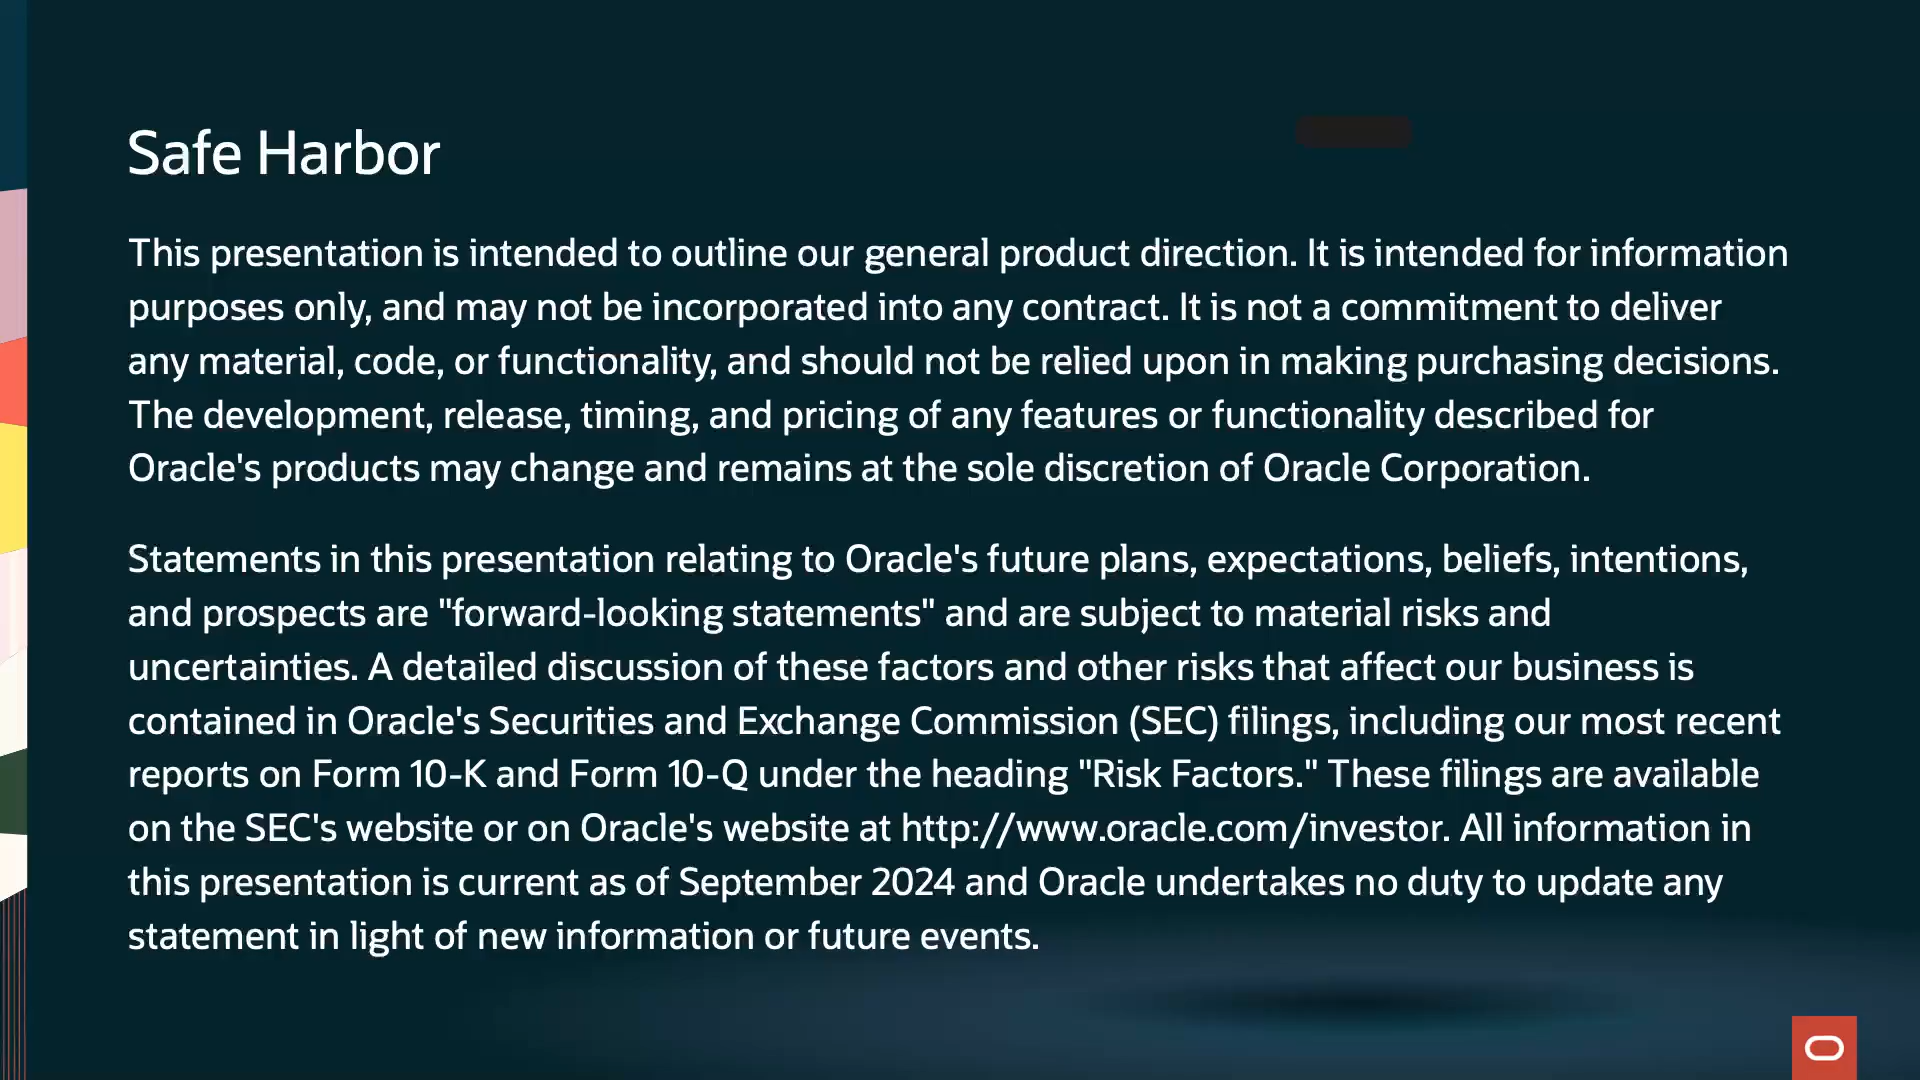 Safe Harbor
This presentation is intended to outline our general product direction. It is intended for information
purposes only, and may not be incorporated into any contract. It is not a commitment to deliver
any material, code, or functionality, and should not be relied upon in making purchasing decisions.
The development, release, timing, and pricing of any features or functionality described for
Oracle's products may change and remains at the sole discretion of Oracle Corporation.
Statements in this presentation relating to Oracle's future plans, expectations, beliefs, intentions,
and prospects are "forward-looking statements" and are subject to material risks and
uncertainties. A detailed discussion of these factors and other risks that affect our business is
contained in Oracle's Securities and Exchange Commission (SEC) filings, including our most recent
reports on Form 10-K and Form 10-Q under the heading "Risk Factors." These filings are available
on the SEC's website or on Oracle's website at http://www.oracle.com/investor. All information in
this presentation is current as of September 2024 and Oracle undertakes no duty to update any
statement in light of new information or future events.